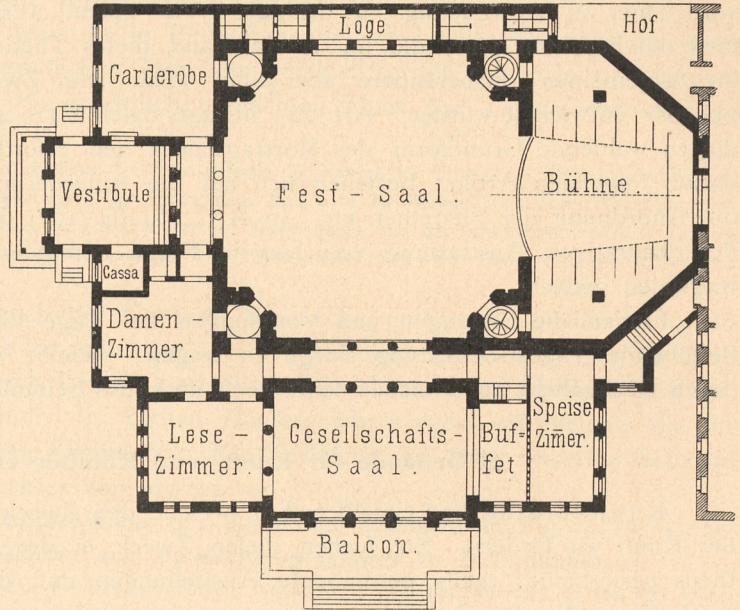 Loge
Hof
Garderobe
Vestibule
Fest-Saal.
Bühne.
Cassa
Damen
Zimmer.
Lese-
Zimmer.
Gesellschafts-
Saal.
Buf-
fet
Speise-
Zimer.
Balcon.